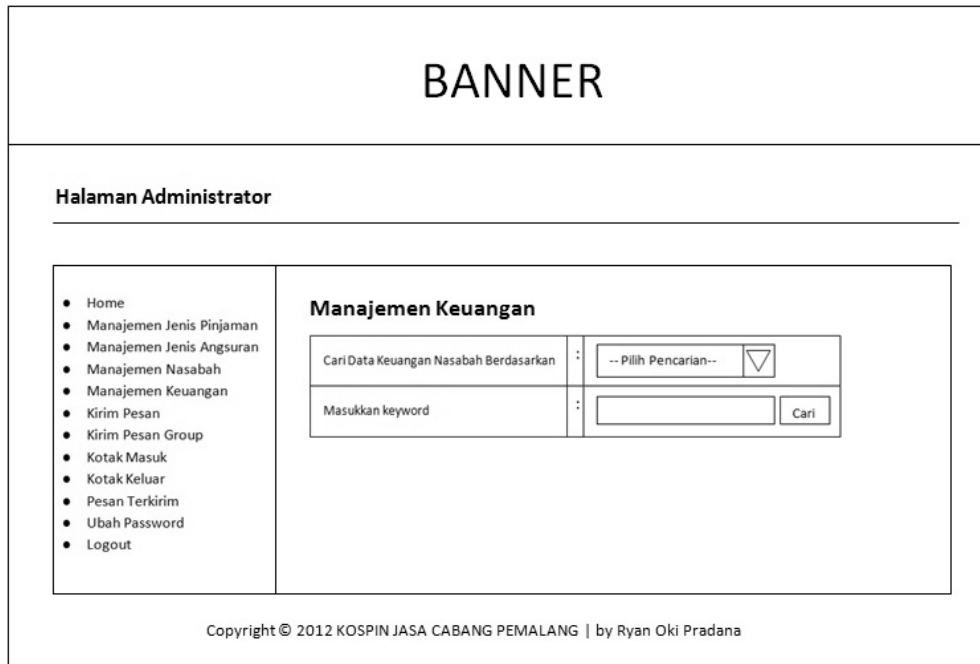 BANNER
Halaman Administrator
Home
Manajemen Jenis Pinjaman
Manajemen Jenis Angsuran
Manajemen Nasabah
Manajemen Keuangan
Kirim Pesan
Kirim Pesan Group
Kotak Masuk
Kotak Keluar
Pesan Terkirim
Ubah Password
Logout
Manajemen Keuangan
Cari Data Keuangan Nasabah Berdasarkan : -- Pilih Pencarian--
Masukkan keyword : Cari
Copyright © 2012 KOSPIN JASA CABANG PEMALANG | by Ryan Oki Pradana